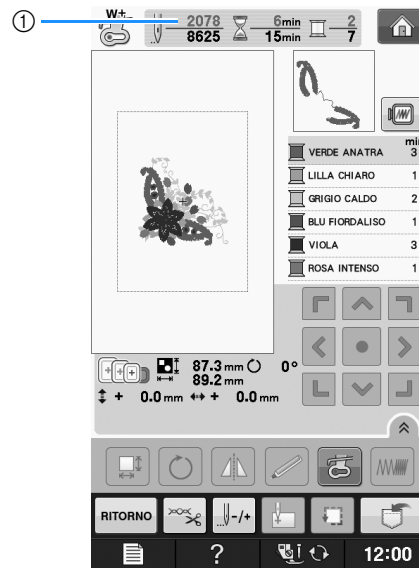 ①
W+
2078 6min 2
8625 15min 7
min
VERDE ANATRA 3
LILLA CHIARO 1
GRIGIO CALDO 2
BLU FIORDALISO 1
VIOLA 3
ROSA INTENSO 1
87.3 mm 0°
89.2 mm
+ 0.0 mm + 0.0 mm
RITORNO -/+
? 12:00